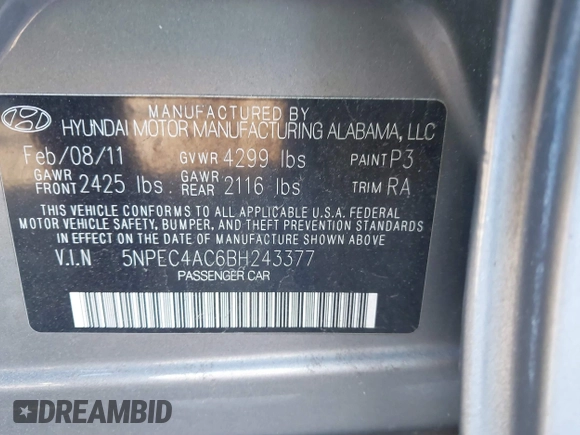 MANUFACTURED BY
HYUNDAI MOTOR MANUFACTURING ALABAMA, LLC
Feb/08/11 GVWR 4299 lbs PAINT P3
GAWR FRONT 2425 lbs. GAWR REAR 2116 lbs TRIM RA
THIS VEHICLE CONFORMS TO ALL APPLICABLE U.S.A. FEDERAL
MOTOR VEHICLE SAFETY, BUMPER, AND THEFT PREVENTION STANDARDS
IN EFFECT ON THE DATE OF MANUFACTURE SHOWN ABOVE
V.I.N 5NPEC4AC6BH243377
PASSENGER CAR
DREAMBID